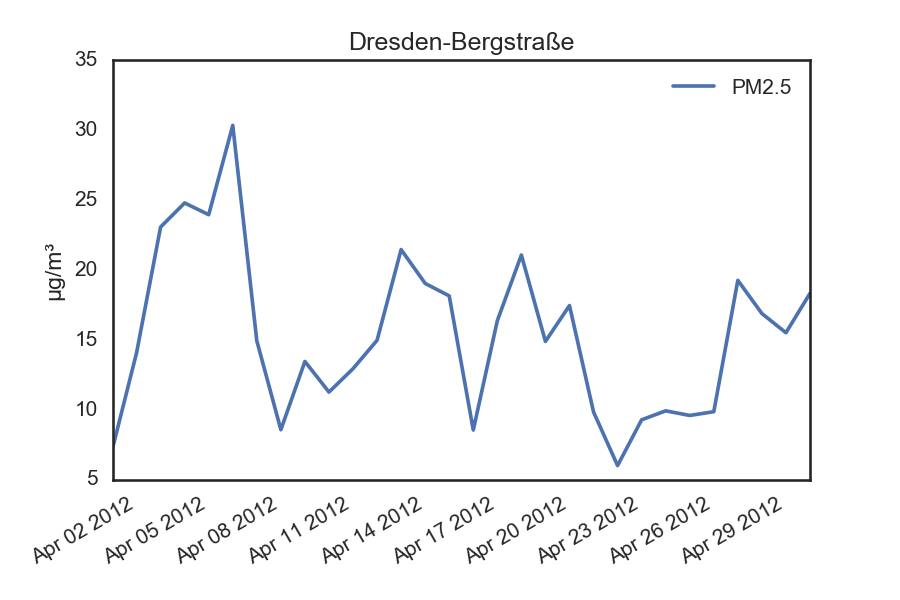 Dresden-Bergstraße
PM2.5
µg/m³
35
30
25
20
15
10
5
Apr 02 2012
Apr 05 2012
Apr 08 2012
Apr 11 2012
Apr 14 2012
Apr 17 2012
Apr 20 2012
Apr 23 2012
Apr 26 2012
Apr 29 2012